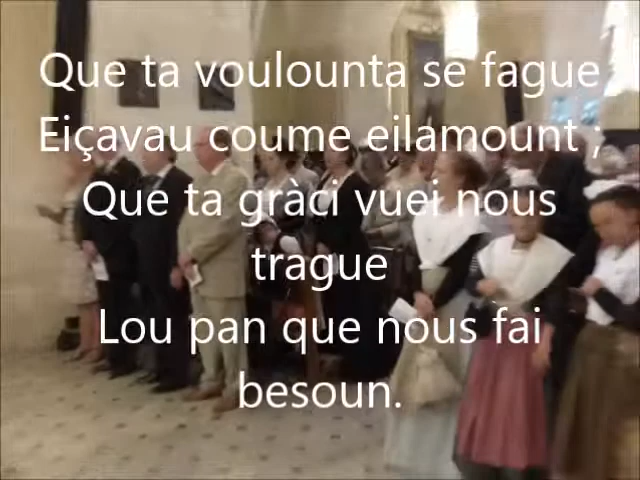 Que ta voulounta se fague
Eiçavau coume eilamount ;
Que ta gràci vuei nous
trague
Lou pan que nous fai
besoun.